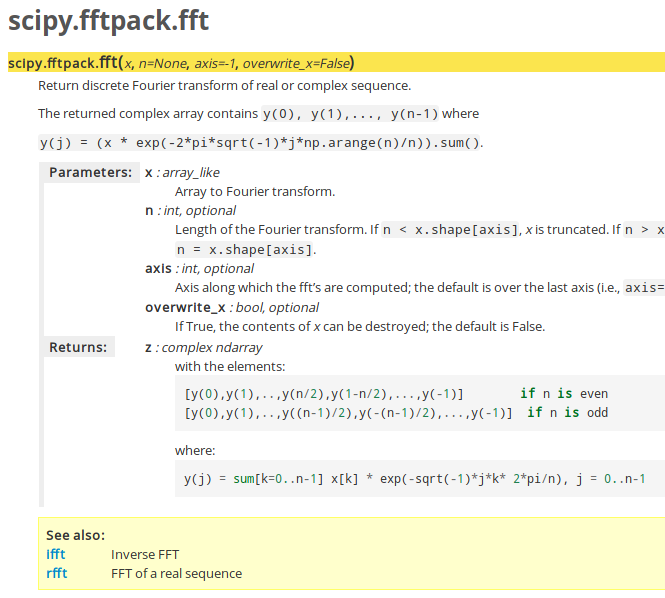 scipy.fftpack.fft
scipy.fftpack.fft(x, n=None, axis=-1, overwrite_x=False)
Return discrete Fourier transform of real or complex sequence.
The returned complex array contains y(0), y(1),..., y(n-1) where
y(j) = (x * exp(-2*pi*sqrt(-1)*j*np.arange(n)/n)).sum().
Parameters: x : array_like
Array to Fourier transform.
n : int, optional
Length of the Fourier transform. If n < x.shape[axis], x is truncated. If n > x
n = x.shape[axis].
axis : int, optional
Axis along which the fft's are computed; the default is over the last axis (i.e., axis=
overwrite_x : bool, optional
If True, the contents of x can be destroyed; the default is False.
Returns: z : complex ndarray
with the elements:
[y(0),y(1),..,y(n/2),y(1-n/2),...,y(-1)] if n is even
[y(0),y(1),..,y((n-1)/2),y(-(n-1)/2),...,y(-1)] if n is odd
where:
y(j) = sum[k=0..n-1] x[k] * exp(-sqrt(-1)*j*k* 2*pi/n), j = 0..n-1
See also:
ifft Inverse FFT
rfft FFT of a real sequence